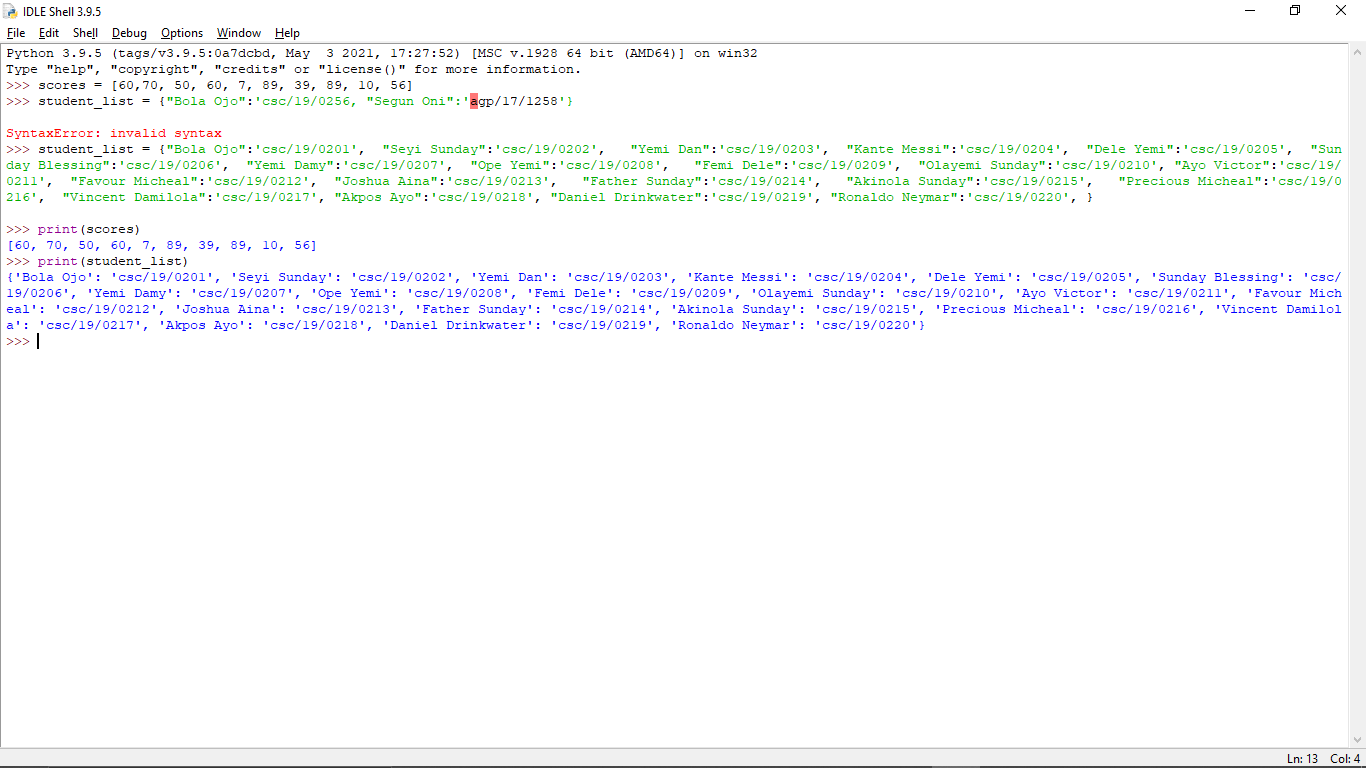 IDLE Shell 3.9.5
File Edit Shell Debug Options Window Help
Python 3.9.5 (tags/v3.9.5:0a7dcbd, May  3 2021, 17:27:52) [MSC v.1928 64 bit (AMD64)] on win32
Type "help", "copyright", "credits" or "license()" for more information.
>>> scores = [60,70, 50, 60, 7, 89, 39, 89, 10, 56]
>>> student_list = {"Bola Ojo":'csc/19/0256, "Segun Oni":'agp/17/1258'}
SyntaxError: invalid syntax
>>> student_list = {"Bola Ojo":'csc/19/0201',  "Seyi Sunday":'csc/19/0202',   "Yemi Dan":'csc/19/0203',  "Kante Messi":'csc/19/0204',  "Dele Yemi":'csc/19/0205',  "Sun
day Blessing":'csc/19/0206',  "Yemi Damy":'csc/19/0207',  "Ope Yemi":'csc/19/0208',   "Femi Dele":'csc/19/0209',  "Olayemi Sunday":'csc/19/0210', "Ayo Victor":'csc/19/
0211',  "Favour Micheal":'csc/19/0212',  "Joshua Aina":'csc/19/0213',   "Father Sunday":'csc/19/0214',   "Akinola Sunday":'csc/19/0215',   "Precious Micheal":'csc/19/0
216',  "Vincent Damilola":'csc/19/0217', "Akpos Ayo":'csc/19/0218', "Daniel Drinkwater":'csc/19/0219', "Ronaldo Neymar":'csc/19/0220', }
>>> print(scores)
[60, 70, 50, 60, 7, 89, 39, 89, 10, 56]
>>> print(student_list)
{'Bola Ojo': 'csc/19/0201', 'Seyi Sunday': 'csc/19/0202', 'Yemi Dan': 'csc/19/0203', 'Kante Messi': 'csc/19/0204', 'Dele Yemi': 'csc/19/0205', 'Sunday Blessing': 'csc/
19/0206', 'Yemi Damy': 'csc/19/0207', 'Ope Yemi': 'csc/19/0208', 'Femi Dele': 'csc/19/0209', 'Olayemi Sunday': 'csc/19/0210', 'Ayo Victor': 'csc/19/0211', 'Favour Mich
eal': 'csc/19/0212', 'Joshua Aina': 'csc/19/0213', 'Father Sunday': 'csc/19/0214', 'Akinola Sunday': 'csc/19/0215', 'Precious Micheal': 'csc/19/0216', 'Vincent Damilol
a': 'csc/19/0217', 'Akpos Ayo': 'csc/19/0218', 'Daniel Drinkwater': 'csc/19/0219', 'Ronaldo Neymar': 'csc/19/0220'}
>>>
Ln: 13 Col: 4